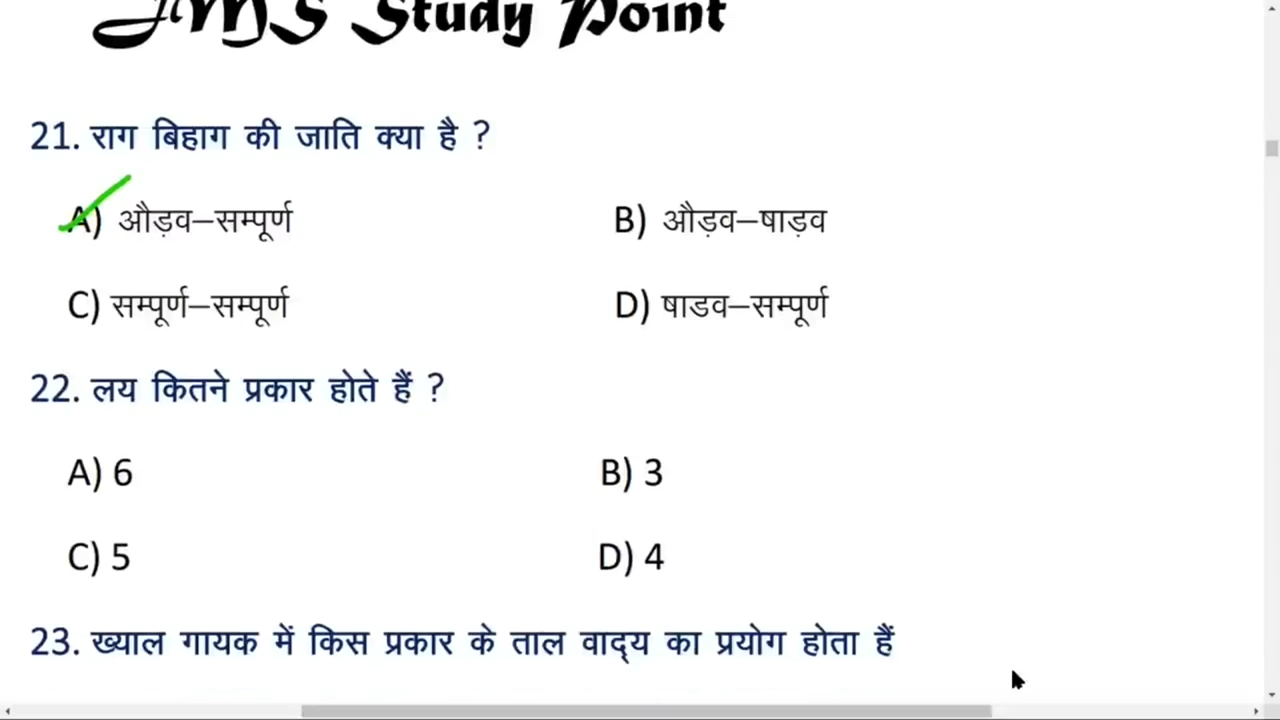 JMS Study Point
21. राग बिहाग की जाति क्या है ?
A) औड़व–सम्पूर्ण B) औड़व–षाड़व
C) सम्पूर्ण–सम्पूर्ण D) षाडव–सम्पूर्ण
22. लय कितने प्रकार होते हैं ?
A) 6 B) 3
C) 5 D) 4
23. ख्याल गायक में किस प्रकार के ताल वाद्य का प्रयोग होता हैं